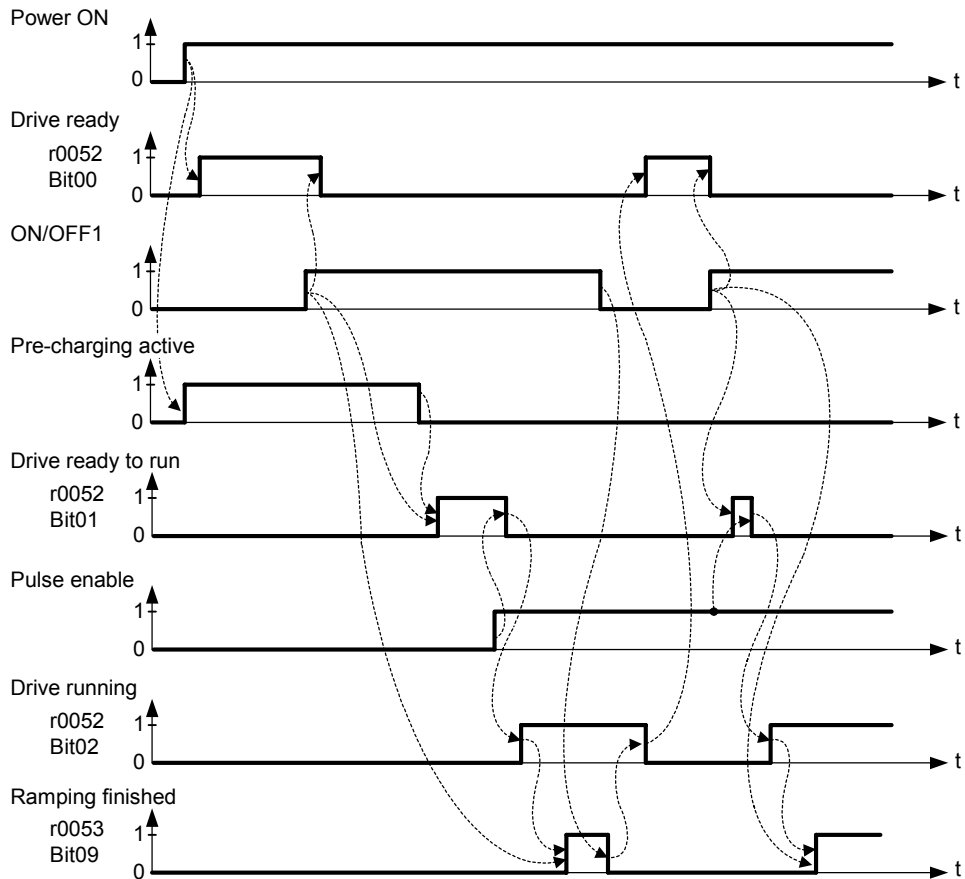 Power ON
1
0
t
Drive ready
r0052
Bit00
1
0
t
ON/OFF1
1
0
t
Pre-charging active
1
0
t
Drive ready to run
r0052
Bit01
1
0
t
Pulse enable
1
0
t
Drive running
r0052
Bit02
1
0
t
Ramping finished
r0053
Bit09
1
0
t